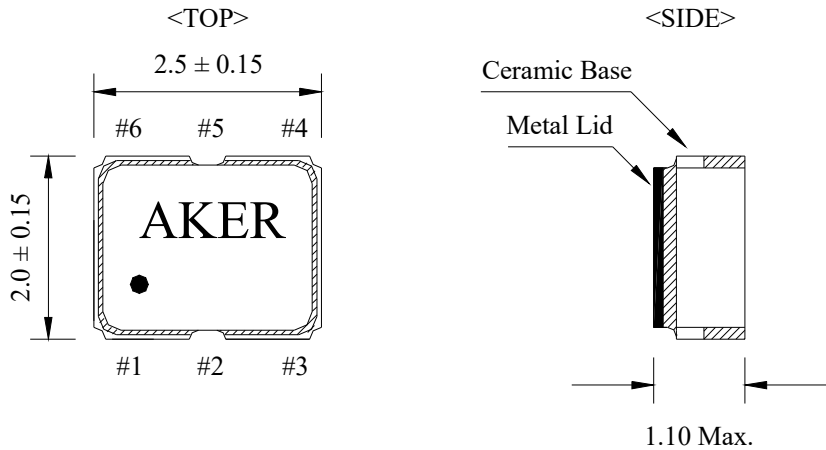 <TOP>
2.5 ± 0.15
#6 #5 #4
2.0 ± 0.15
AKER
#1 #2 #3
<SIDE>
Ceramic Base
Metal Lid
1.10 Max.